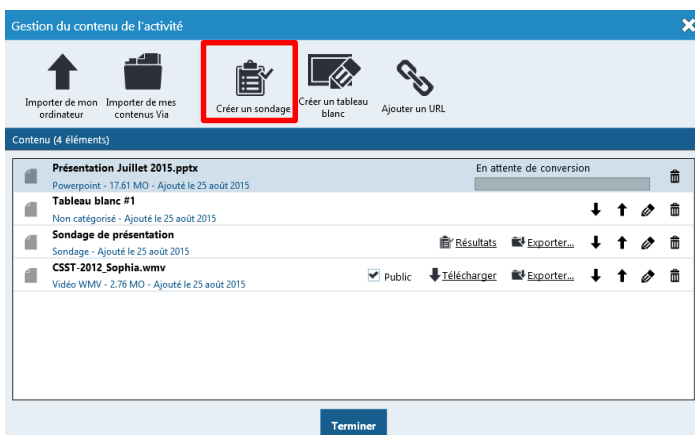 Gestion du contenu de l'activité
Importer de mon ordinateur
Importer de mes contenus Via
Créer un sondage
Créer un tableau blanc
Ajouter un URL
Contenu (4 éléments)
Présentation Juillet 2015.pptx
En attente de conversion
Powerpoint - 17.61 MO - Ajouté le 25 août 2015
Tableau blanc #1
Non catégorisé - Ajouté le 25 août 2015
Sondage de présentation
Résultats Exporter...
Sondage - Ajouté le 25 août 2015
CSST-2012_Sophia.wmv
Public Télécharger Exporter...
Vidéo WMV - 2.76 MO - Ajouté le 25 août 2015
Terminer